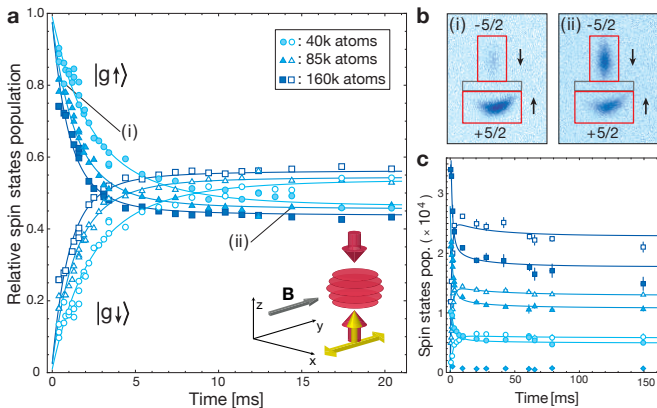 a
Relative spin states population
1.0
0.8
0.6
0.4
0.2
0
0
5
10
15
20
Time [ms]
|g↑⟩
|g↓⟩
(i)
(ii)
: 40k atoms
: 85k atoms
: 160k atoms
B
z
y
x
b
(i)
-5/2
+5/2
(ii)
-5/2
+5/2
c
Spin states pop. (× 10⁴)
4
3
2
1
0
0
50
100
150
Time [ms]